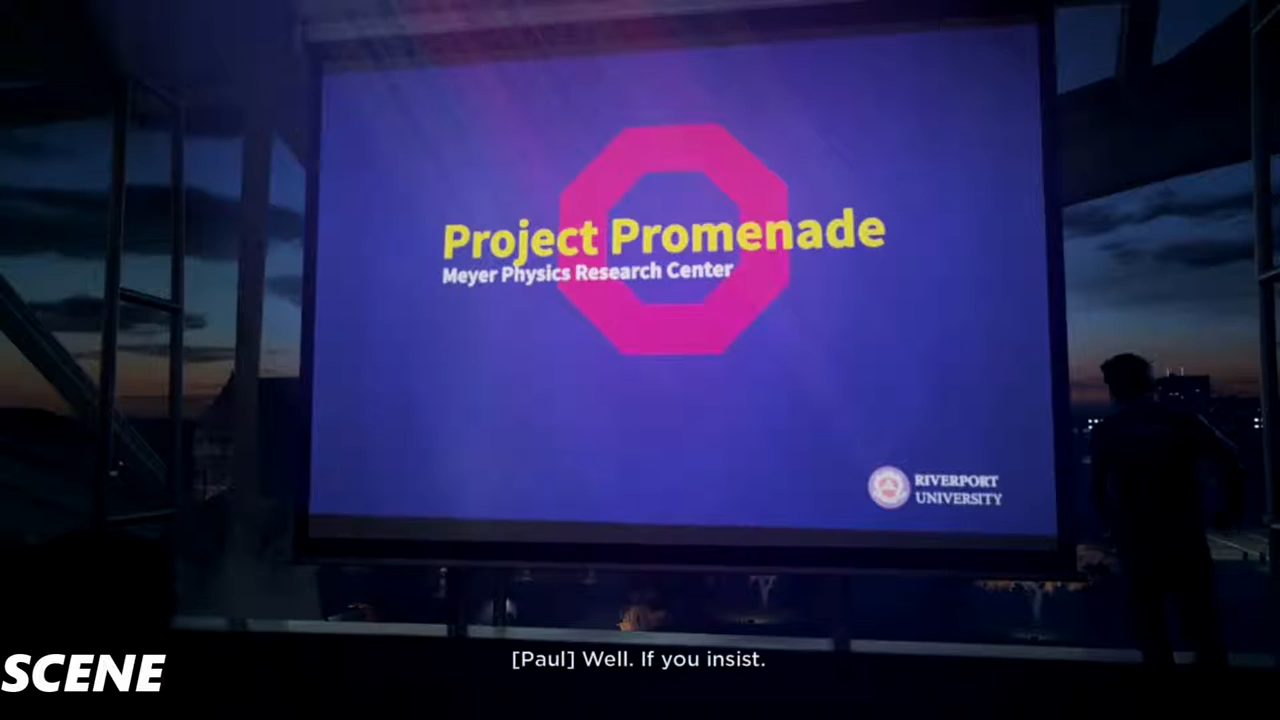 Project Promenade
Meyer Physics Research Center
RIVERPORT
UNIVERSITY
[Paul] Well. If you insist.
SCENE